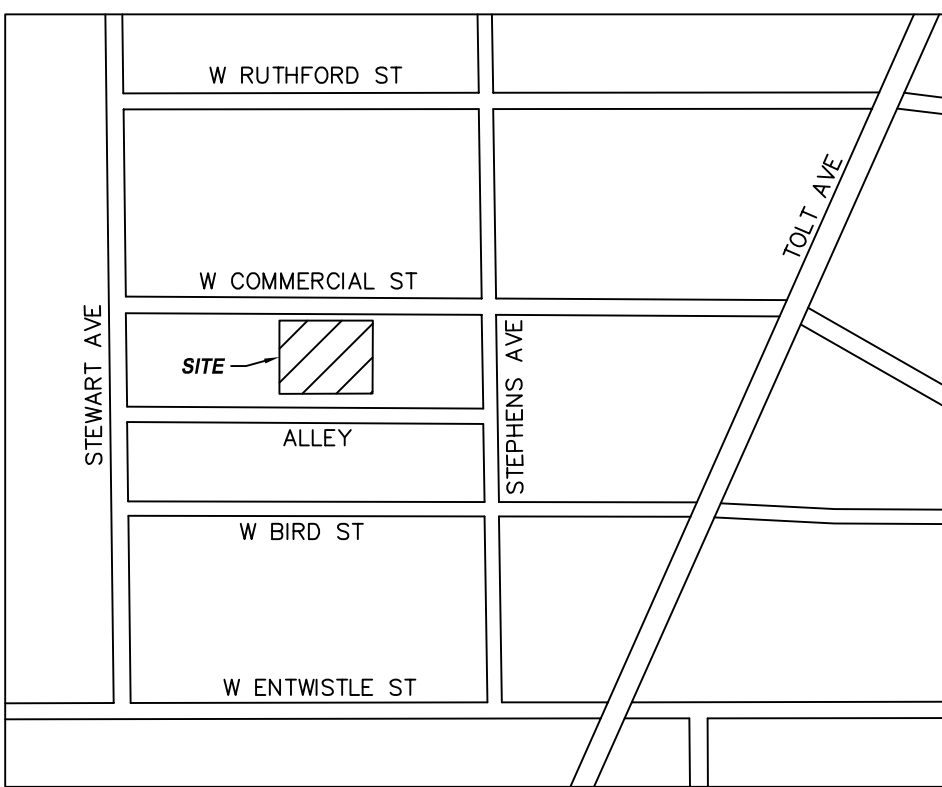 W RUTHFORD ST
TOLT AVE
W COMMERCIAL ST
STEWART AVE
SITE
STEPHENS AVE
ALLEY
W BIRD ST
W ENTWISTLE ST